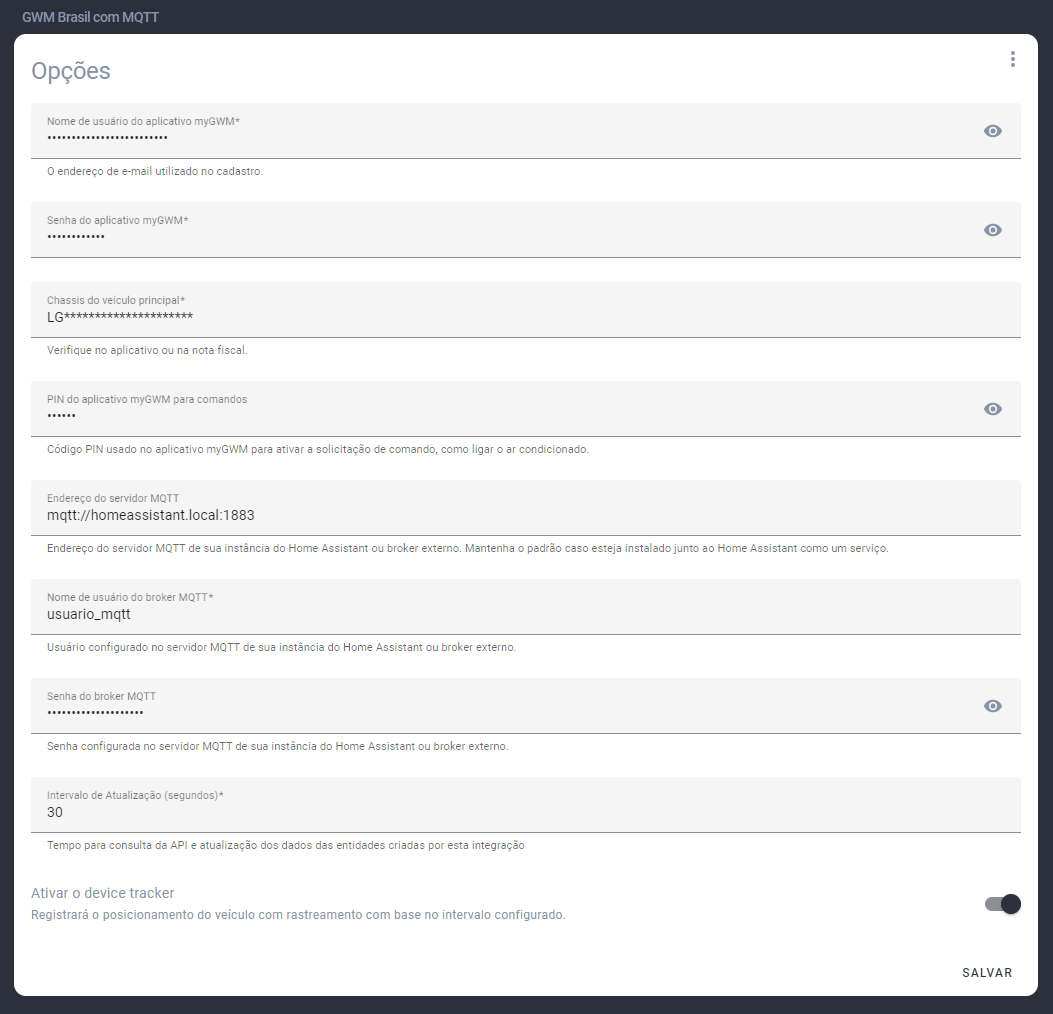 GWM Brasil com MQTT
Opções
Nome de usuário do aplicativo myGWM*
•••••••••••••••••••••••••
O endereço de e-mail utilizado no cadastro.
Senha do aplicativo myGWM*
••••••••••••
Chassis do veículo principal*
LG*********************
Verifique no aplicativo ou na nota fiscal.
PIN do aplicativo myGWM para comandos
••••••
Código PIN usado no aplicativo myGWM para ativar a solicitação de comando, como ligar o ar condicionado.
Endereço do servidor MQTT
mqtt://homeassistant.local:1883
Endereço do servidor MQTT de sua instância do Home Assistant ou broker externo. Mantenha o padrão caso esteja instalado junto ao Home Assistant como um serviço.
Nome de usuário do broker MQTT*
usuario_mqtt
Usuário configurado no servidor MQTT de sua instância do Home Assistant ou broker externo.
Senha do broker MQTT
••••••••••••••••••••
Senha configurada no servidor MQTT de sua instância do Home Assistant ou broker externo.
Intervalo de Atualização (segundos)*
30
Tempo para consulta da API e atualização dos dados das entidades criadas por esta integração
Ativar o device tracker
Registrará o posicionamento do veículo com rastreamento com base no intervalo configurado.
SALVAR